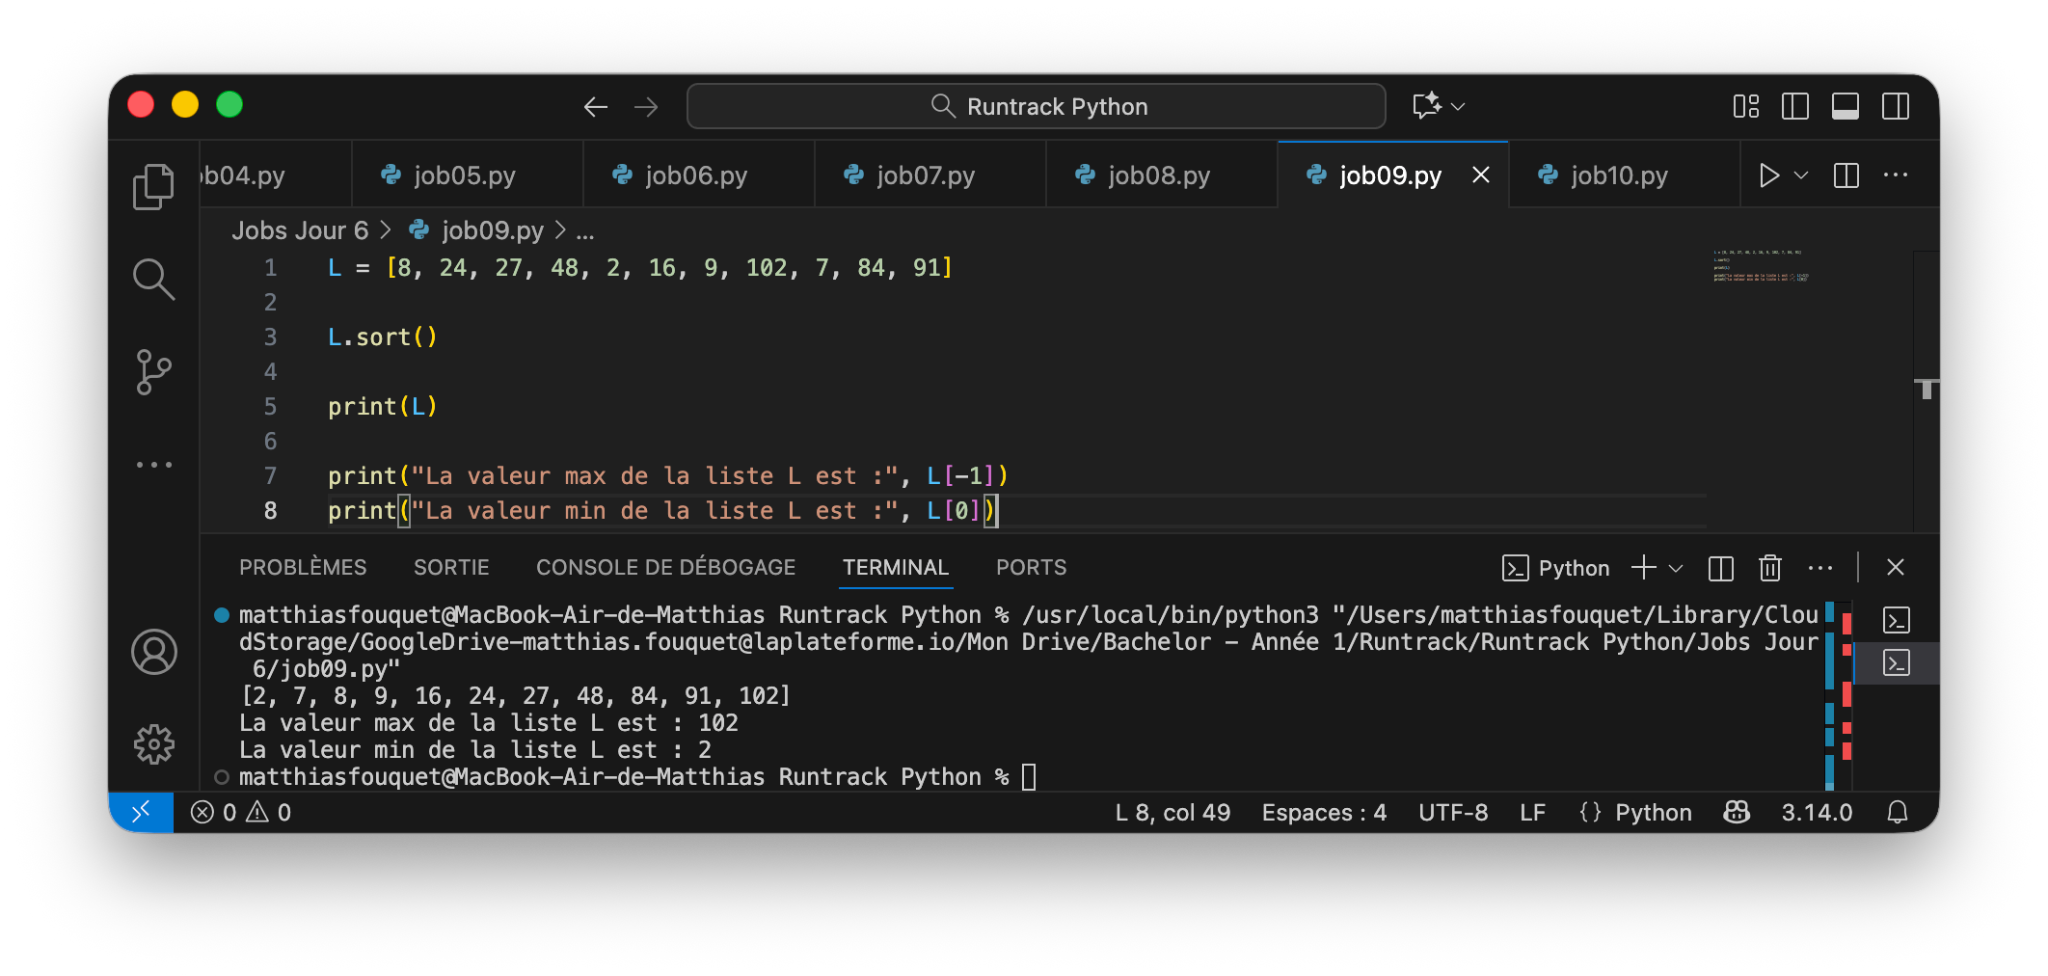 Runtrack Python
b04.py job05.py job06.py job07.py job08.py job09.py job10.py
Jobs Jour 6 > job09.py > ...
1 L = [8, 24, 27, 48, 2, 16, 9, 102, 7, 84, 91]
2
3 L.sort()
4
5 print(L)
6
7 print("La valeur max de la liste L est :", L[-1])
8 print("La valeur min de la liste L est :", L[0])
PROBLÈMES SORTIE CONSOLE DE DÉBOGAGE TERMINAL PORTS Python
matthiasfouquet@MacBook-Air-de-Matthias Runtrack Python % /usr/local/bin/python3 "/Users/matthiasfouquet/Library/Clou
dStorage/GoogleDrive-matthias.fouquet@laplateforme.io/Mon Drive/Bachelor - Année 1/Runtrack/Runtrack Python/Jobs Jour
6/job09.py"
[2, 7, 8, 9, 16, 24, 27, 48, 84, 91, 102]
La valeur max de la liste L est : 102
La valeur min de la liste L est : 2
matthiasfouquet@MacBook-Air-de-Matthias Runtrack Python %
0 0 L 8, col 49 Espaces : 4 UTF-8 LF {} Python 3.14.0